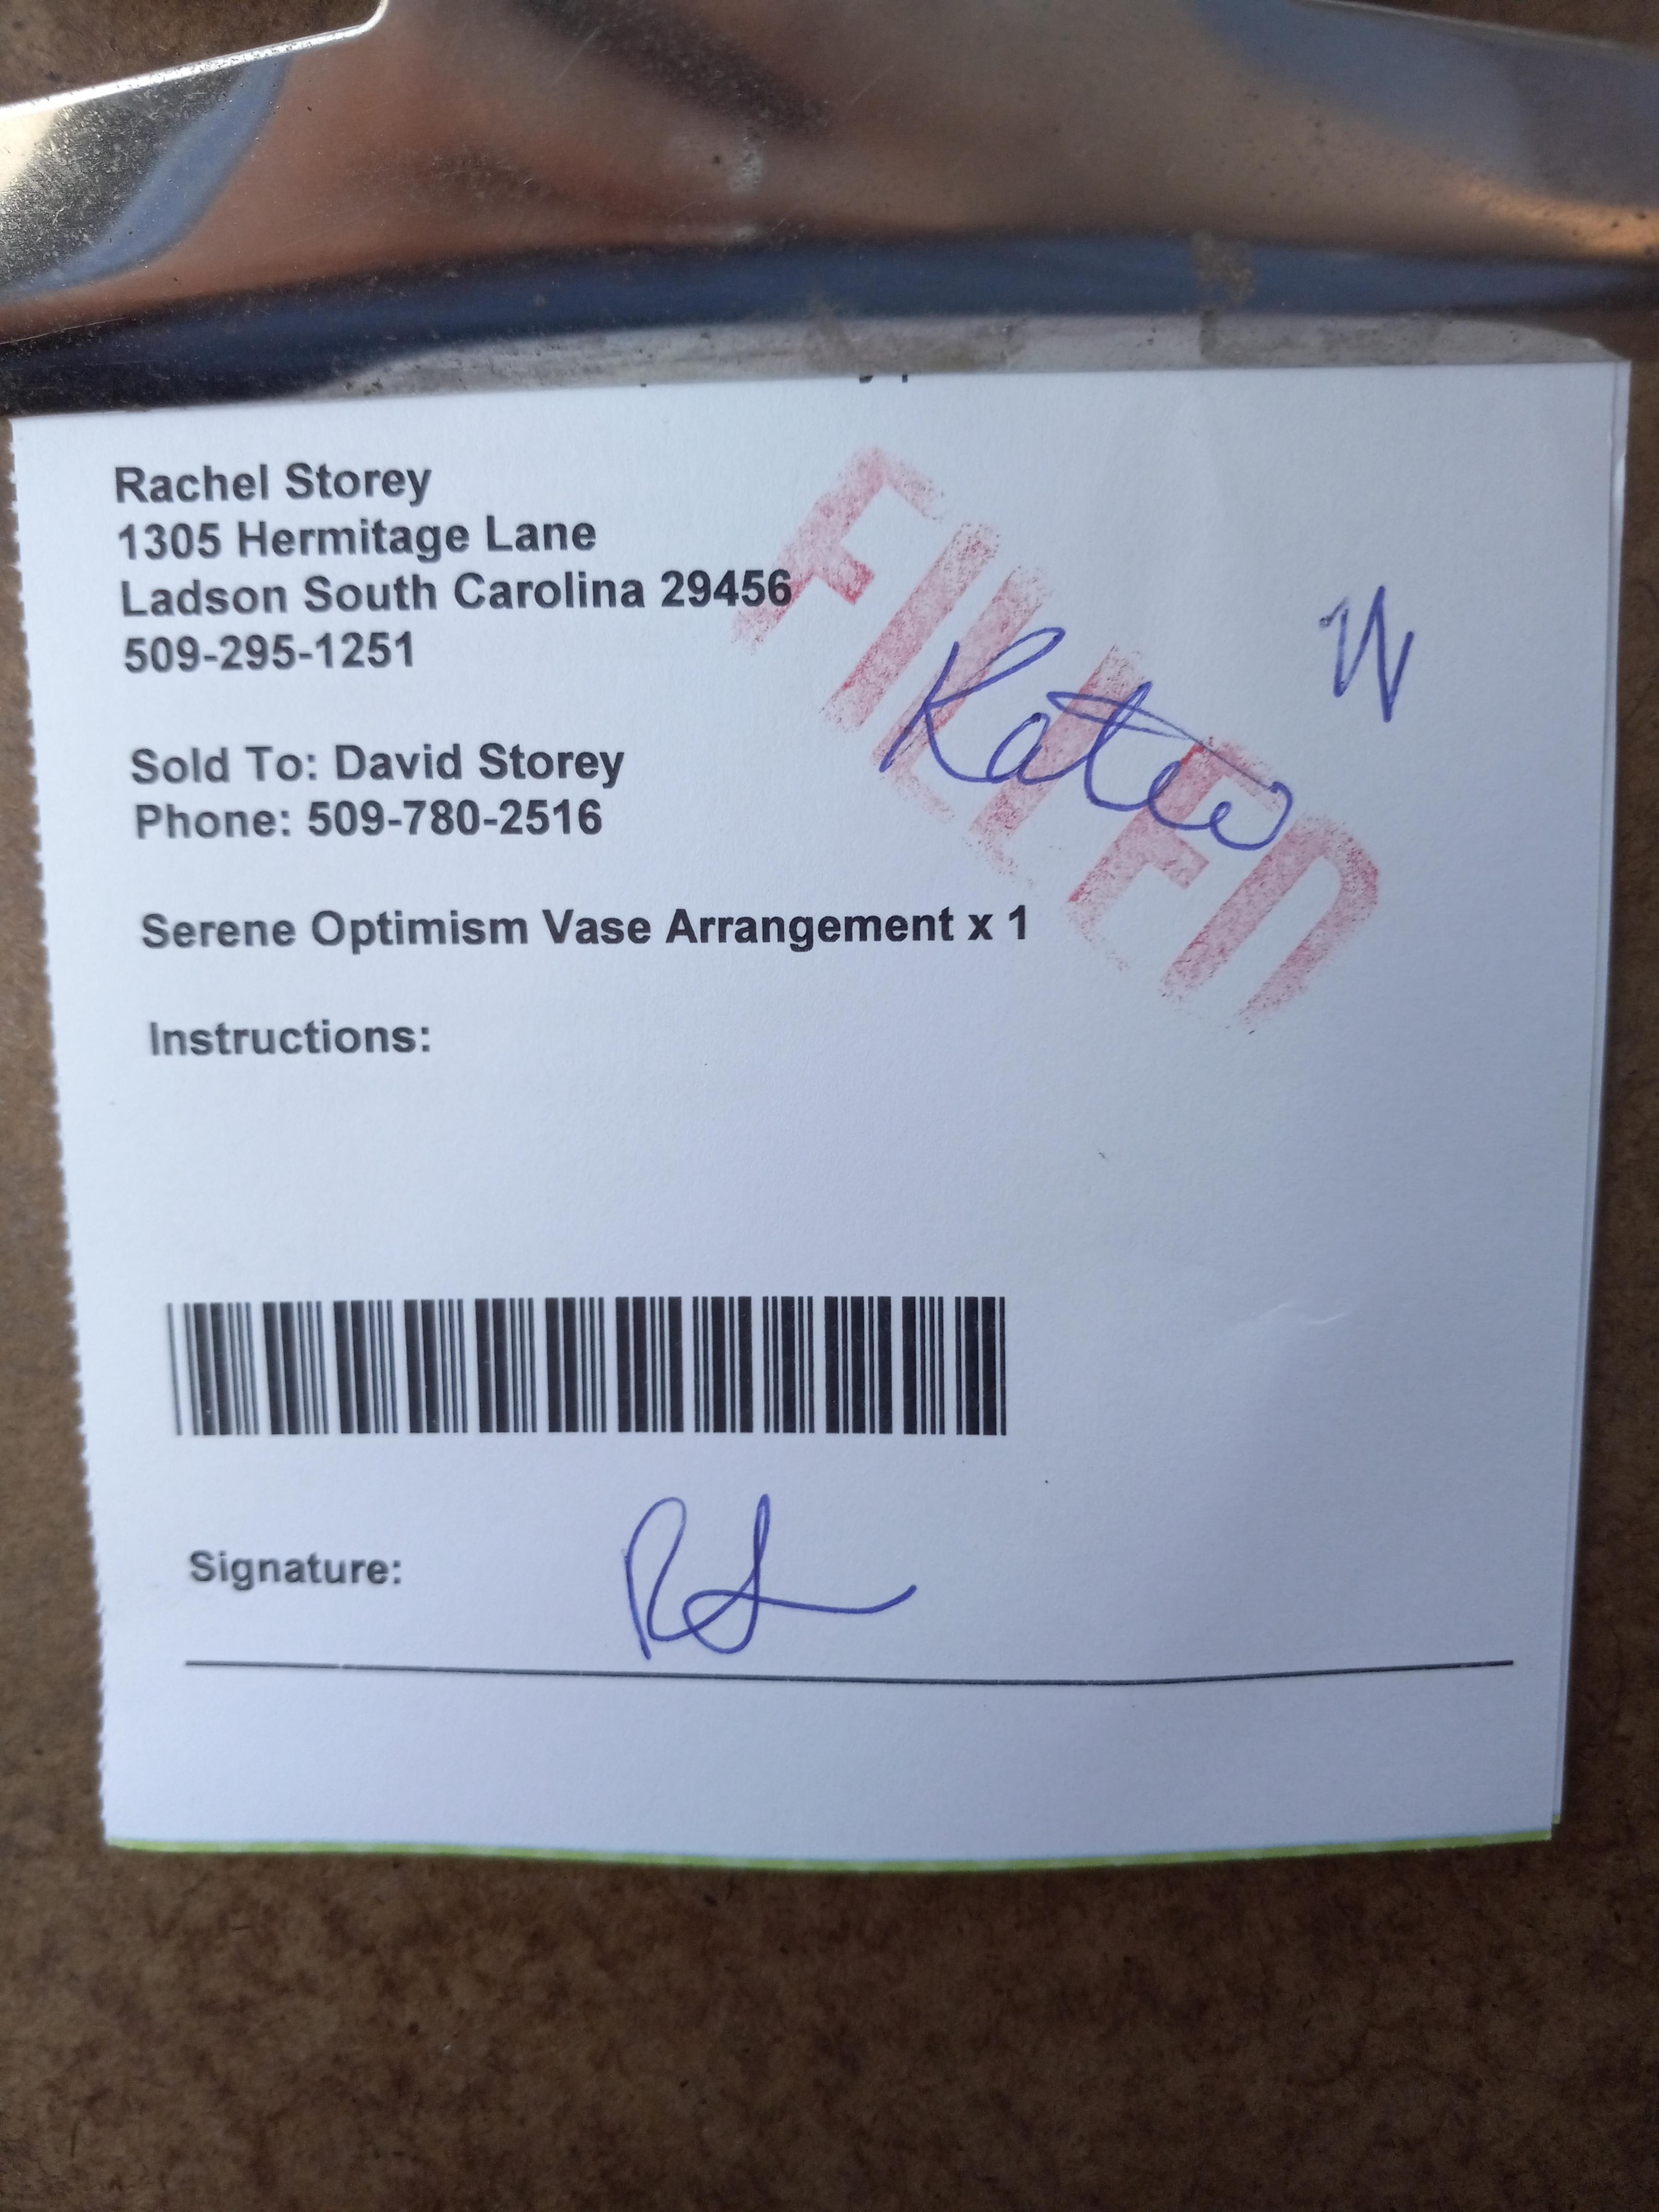 Rachel Storey
1305 Hermitage Lane
Ladson South Carolina 29456
509-295-1251
FILLED
Sold To: David Storey
Phone: 509-780-2516
Serene Optimism Vase Arrangement x 1
Instructions:
Signature: